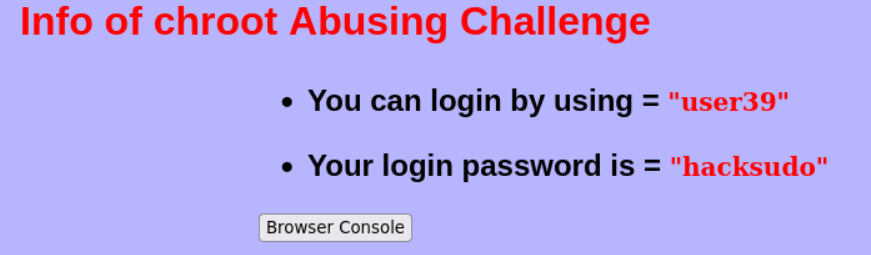 Info of chroot Abusing Challenge
• You can login by using = "user39"
• Your login password is = "hacksudo"
Browser Console